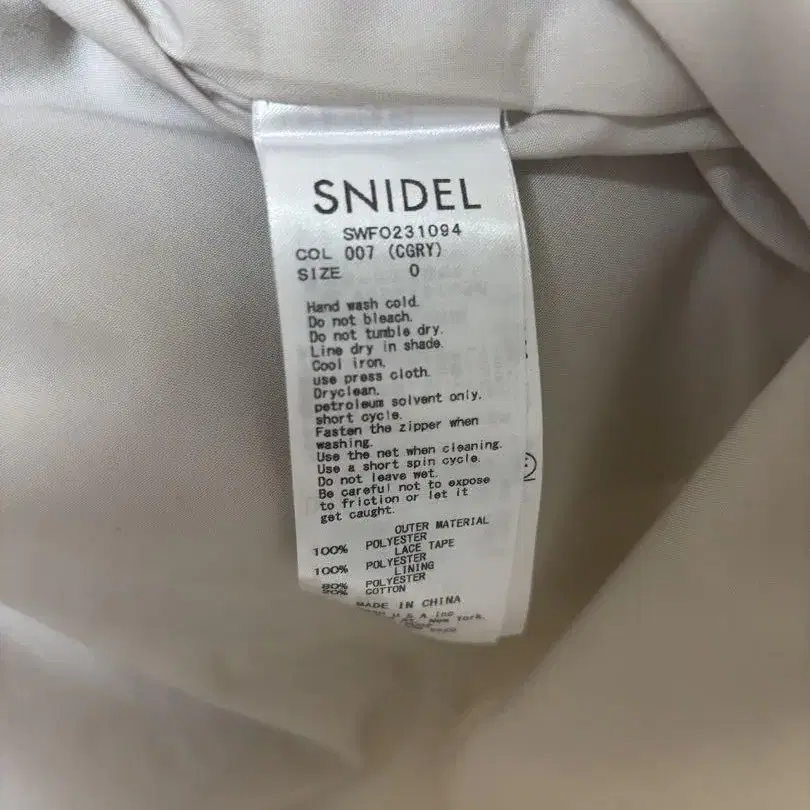 SNIDEL
SWFO231094
COL 007 (CGRY)
SIZE 0
Hand wash cold.
Do not bleach.
Do not tumble dry.
Line dry in shade.
Cool iron,
use press cloth.
Dryclean,
petroleum solvent only,
short cycle.
Fasten the zipper when
washing.
Use the net when cleaning.
Use a short spin cycle.
Do not leave wet.
Be careful not to expose
to friction or let it
get caught.
OUTER MATERIAL
100% POLYESTER
LACE TAPE
100% POLYESTER
LINING
80% POLYESTER
20% COTTON
MADE IN CHINA
U S A Inc
New York,